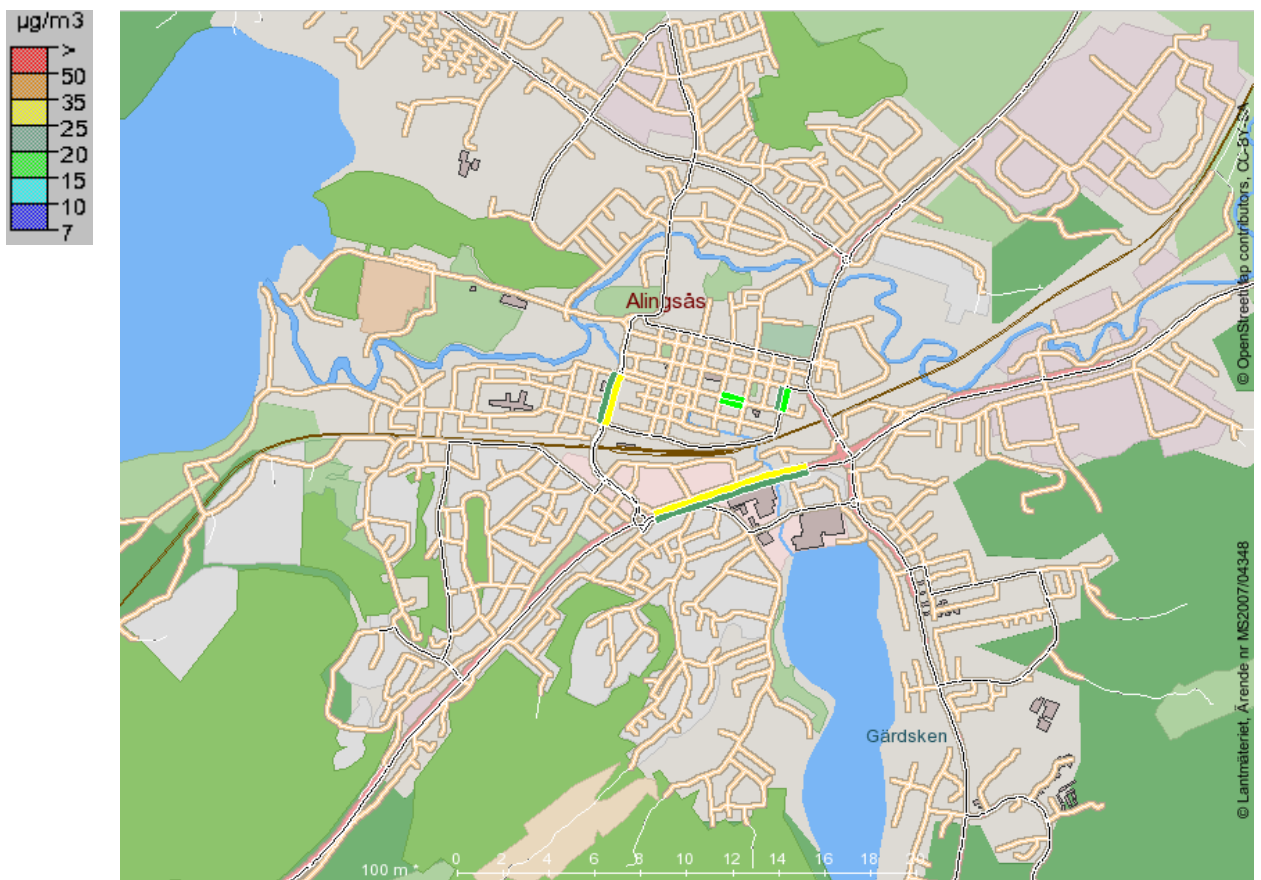 µg/m3
>
50
35
25
20
15
10
7
Alingsås
Gärdsken
100 m *
0 2 4 6 8 10 12 14 16 18 20
© OpenStreetMap contributors, CC-BY-SA
© Lantmäteriet, Ärende nr MS2007/04348